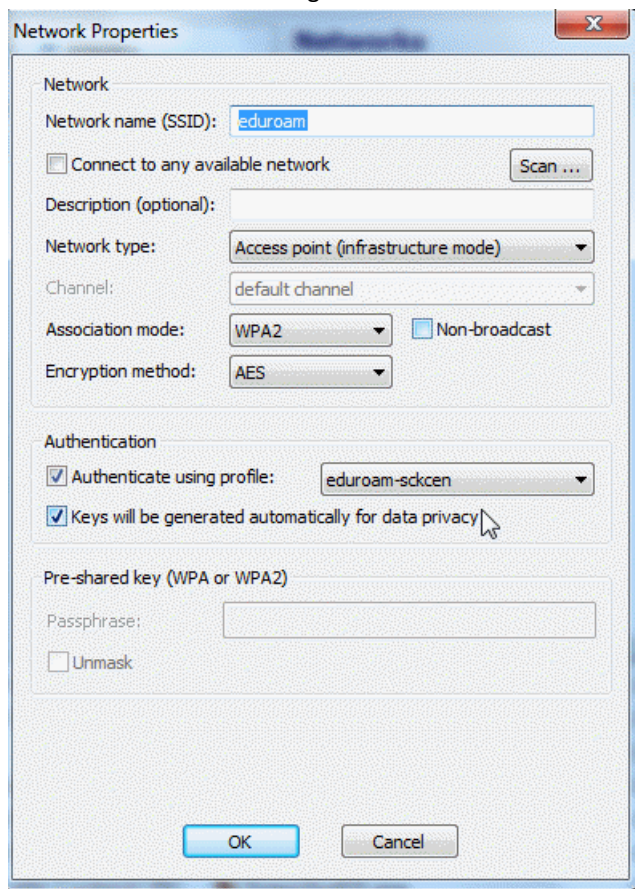 Network Properties
Networks
Network
Network name (SSID): eduroam
Connect to any available network Scan ...
Description (optional):
Network type: Access point (infrastructure mode)
Channel: default channel
Association mode: WPA2 Non-broadcast
Encryption method: AES
Authentication
Authenticate using profile: eduroam-sckcen
Keys will be generated automatically for data privacy
Pre-shared key (WPA or WPA2)
Passphrase:
Unmask
OK Cancel